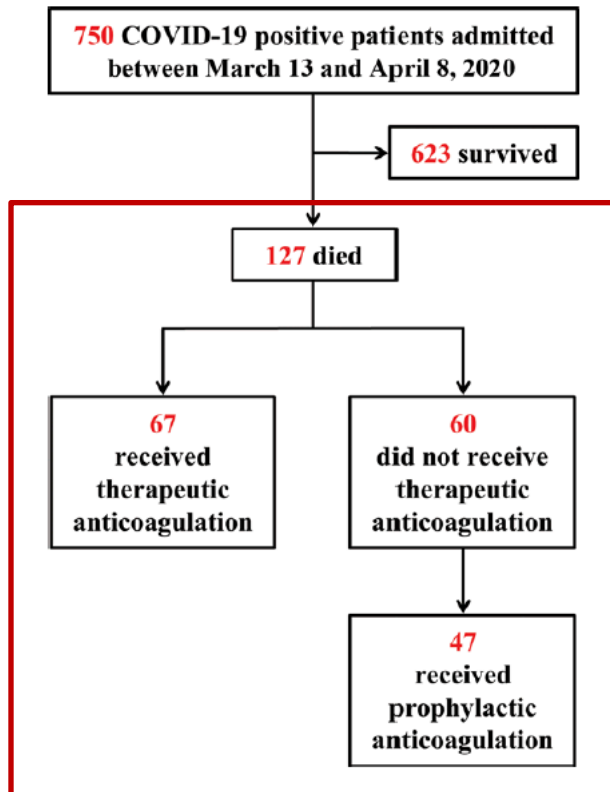 750 COVID-19 positive patients admitted
between March 13 and April 8, 2020
623 survived
127 died
67
received
therapeutic
anticoagulation
60
did not receive
therapeutic
anticoagulation
47
received
prophylactic
anticoagulation